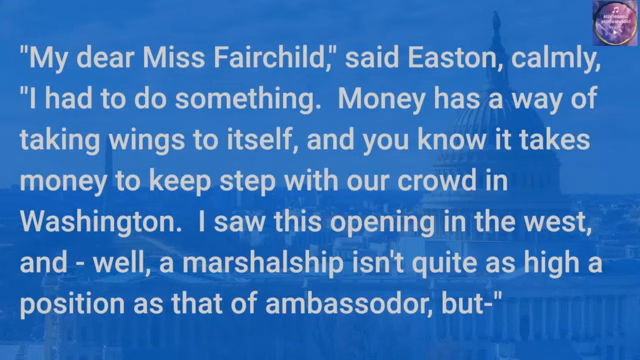 "My dear Miss Fairchild," said Easton, calmly,
"I had to do something.  Money has a way of
taking wings to itself, and you know it takes
money to keep step with our crowd in
Washington.  I saw this opening in the west,
and - well, a marshalship isn't quite as high a
position as that of ambassodor, but-"